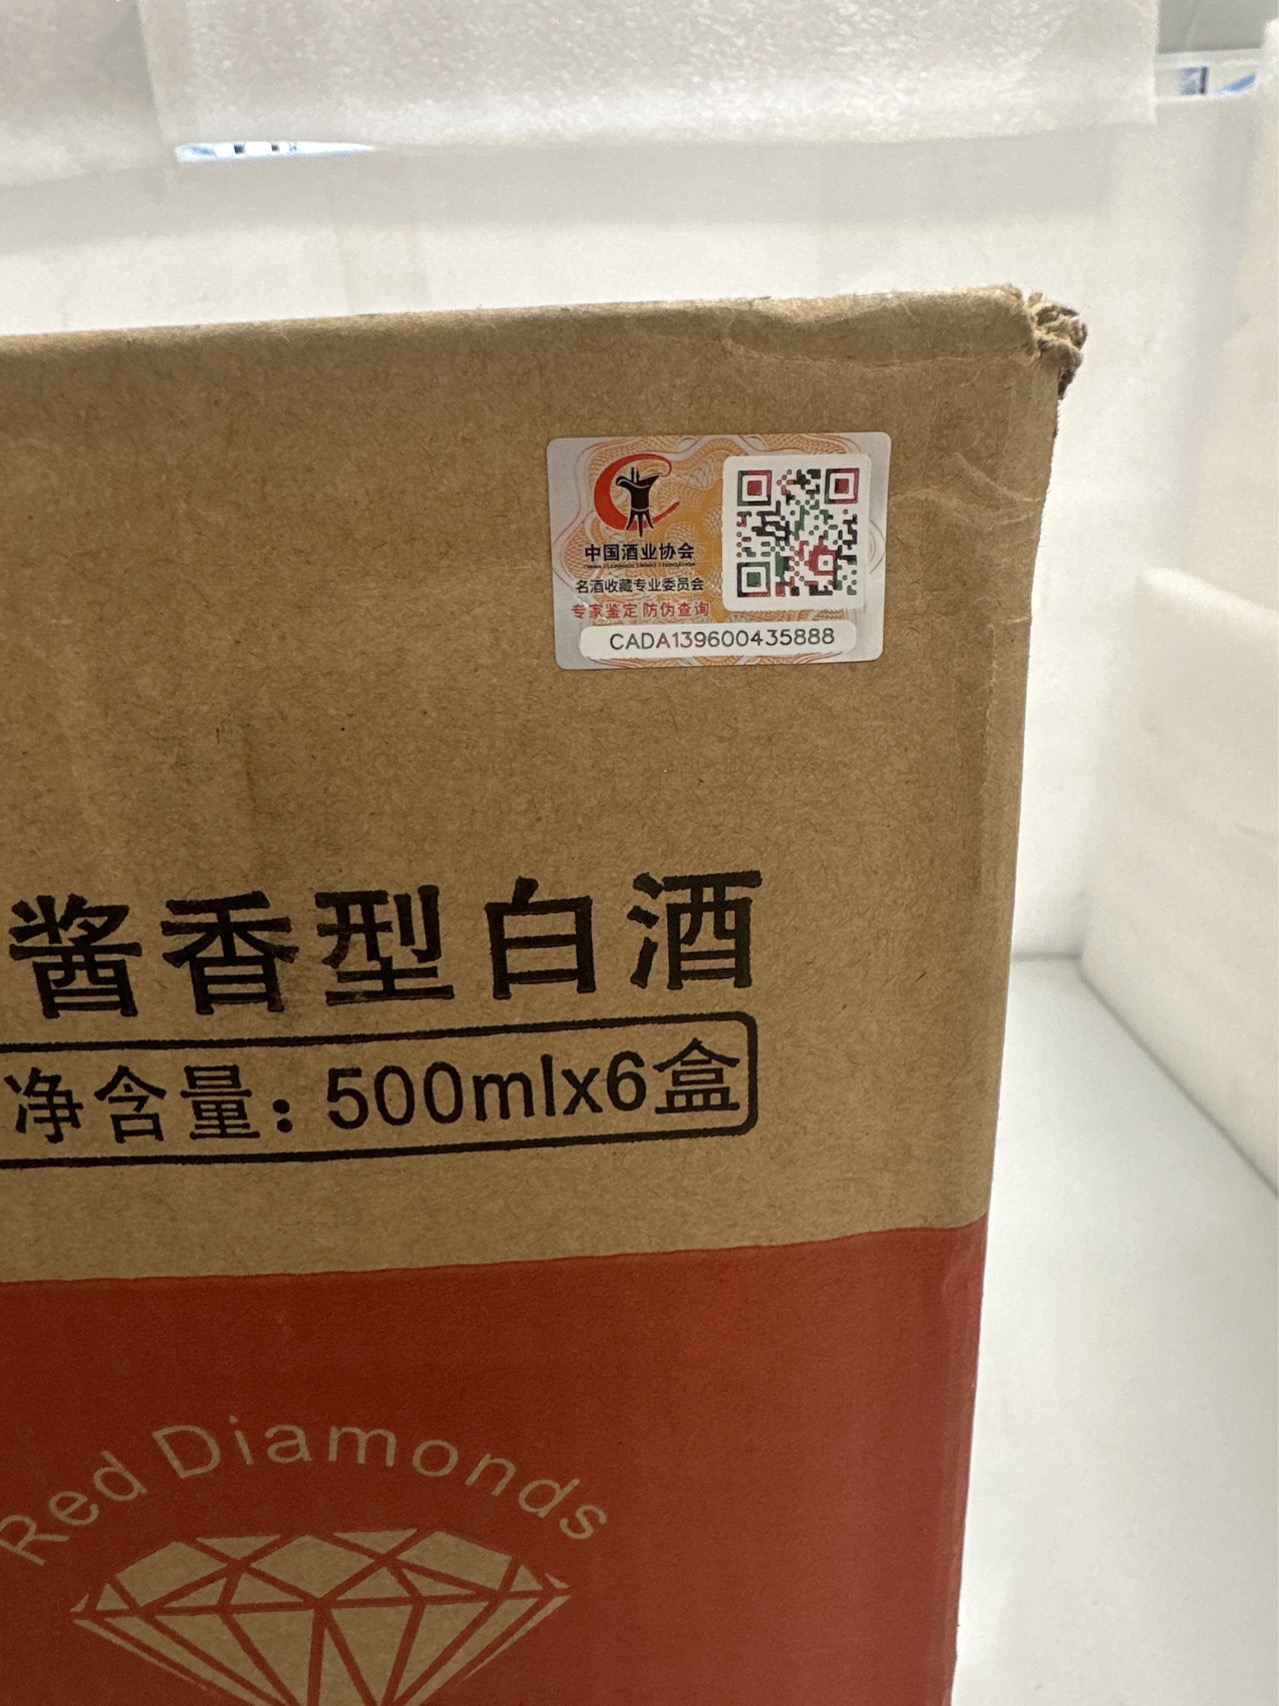 中国酒业协会
名酒收藏专业委员会
专家鉴定 防伪查询
CADA139600435888
酱香型白酒
净含量：500mlx6盒
Red Diamonds